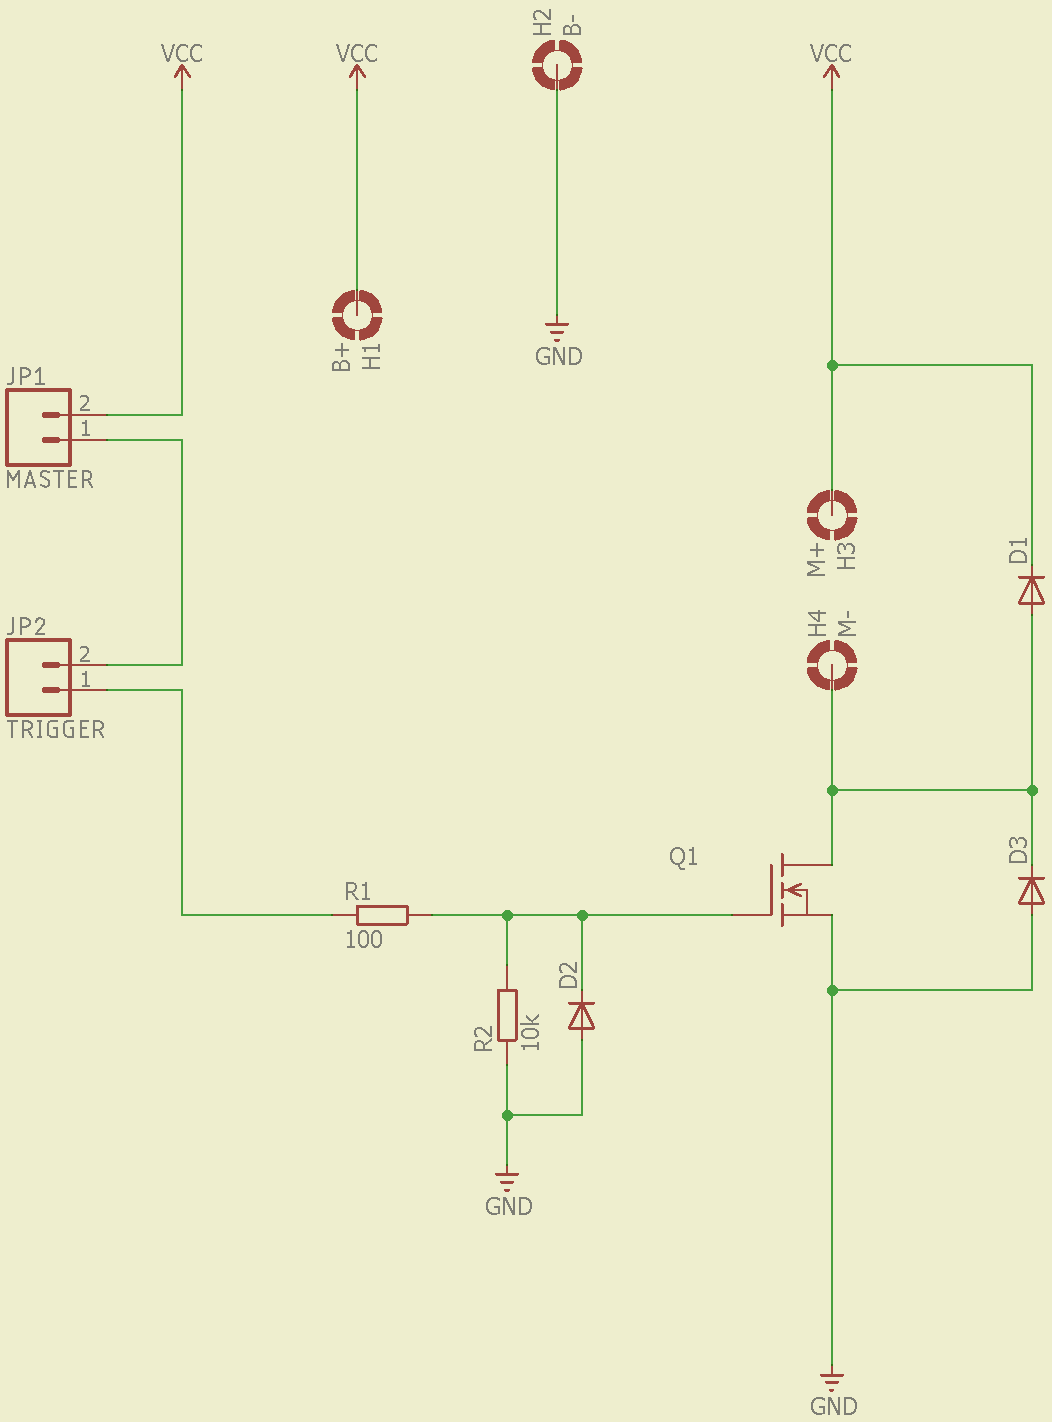 VCC
VCC
H2
B-
VCC
B+
H1
GND
JP1
2
1
MASTER
M+
H3
D1
JP2
2
1
TRIGGER
H4
M-
Q1
D3
R1
100
D2
R2
10k
GND
GND